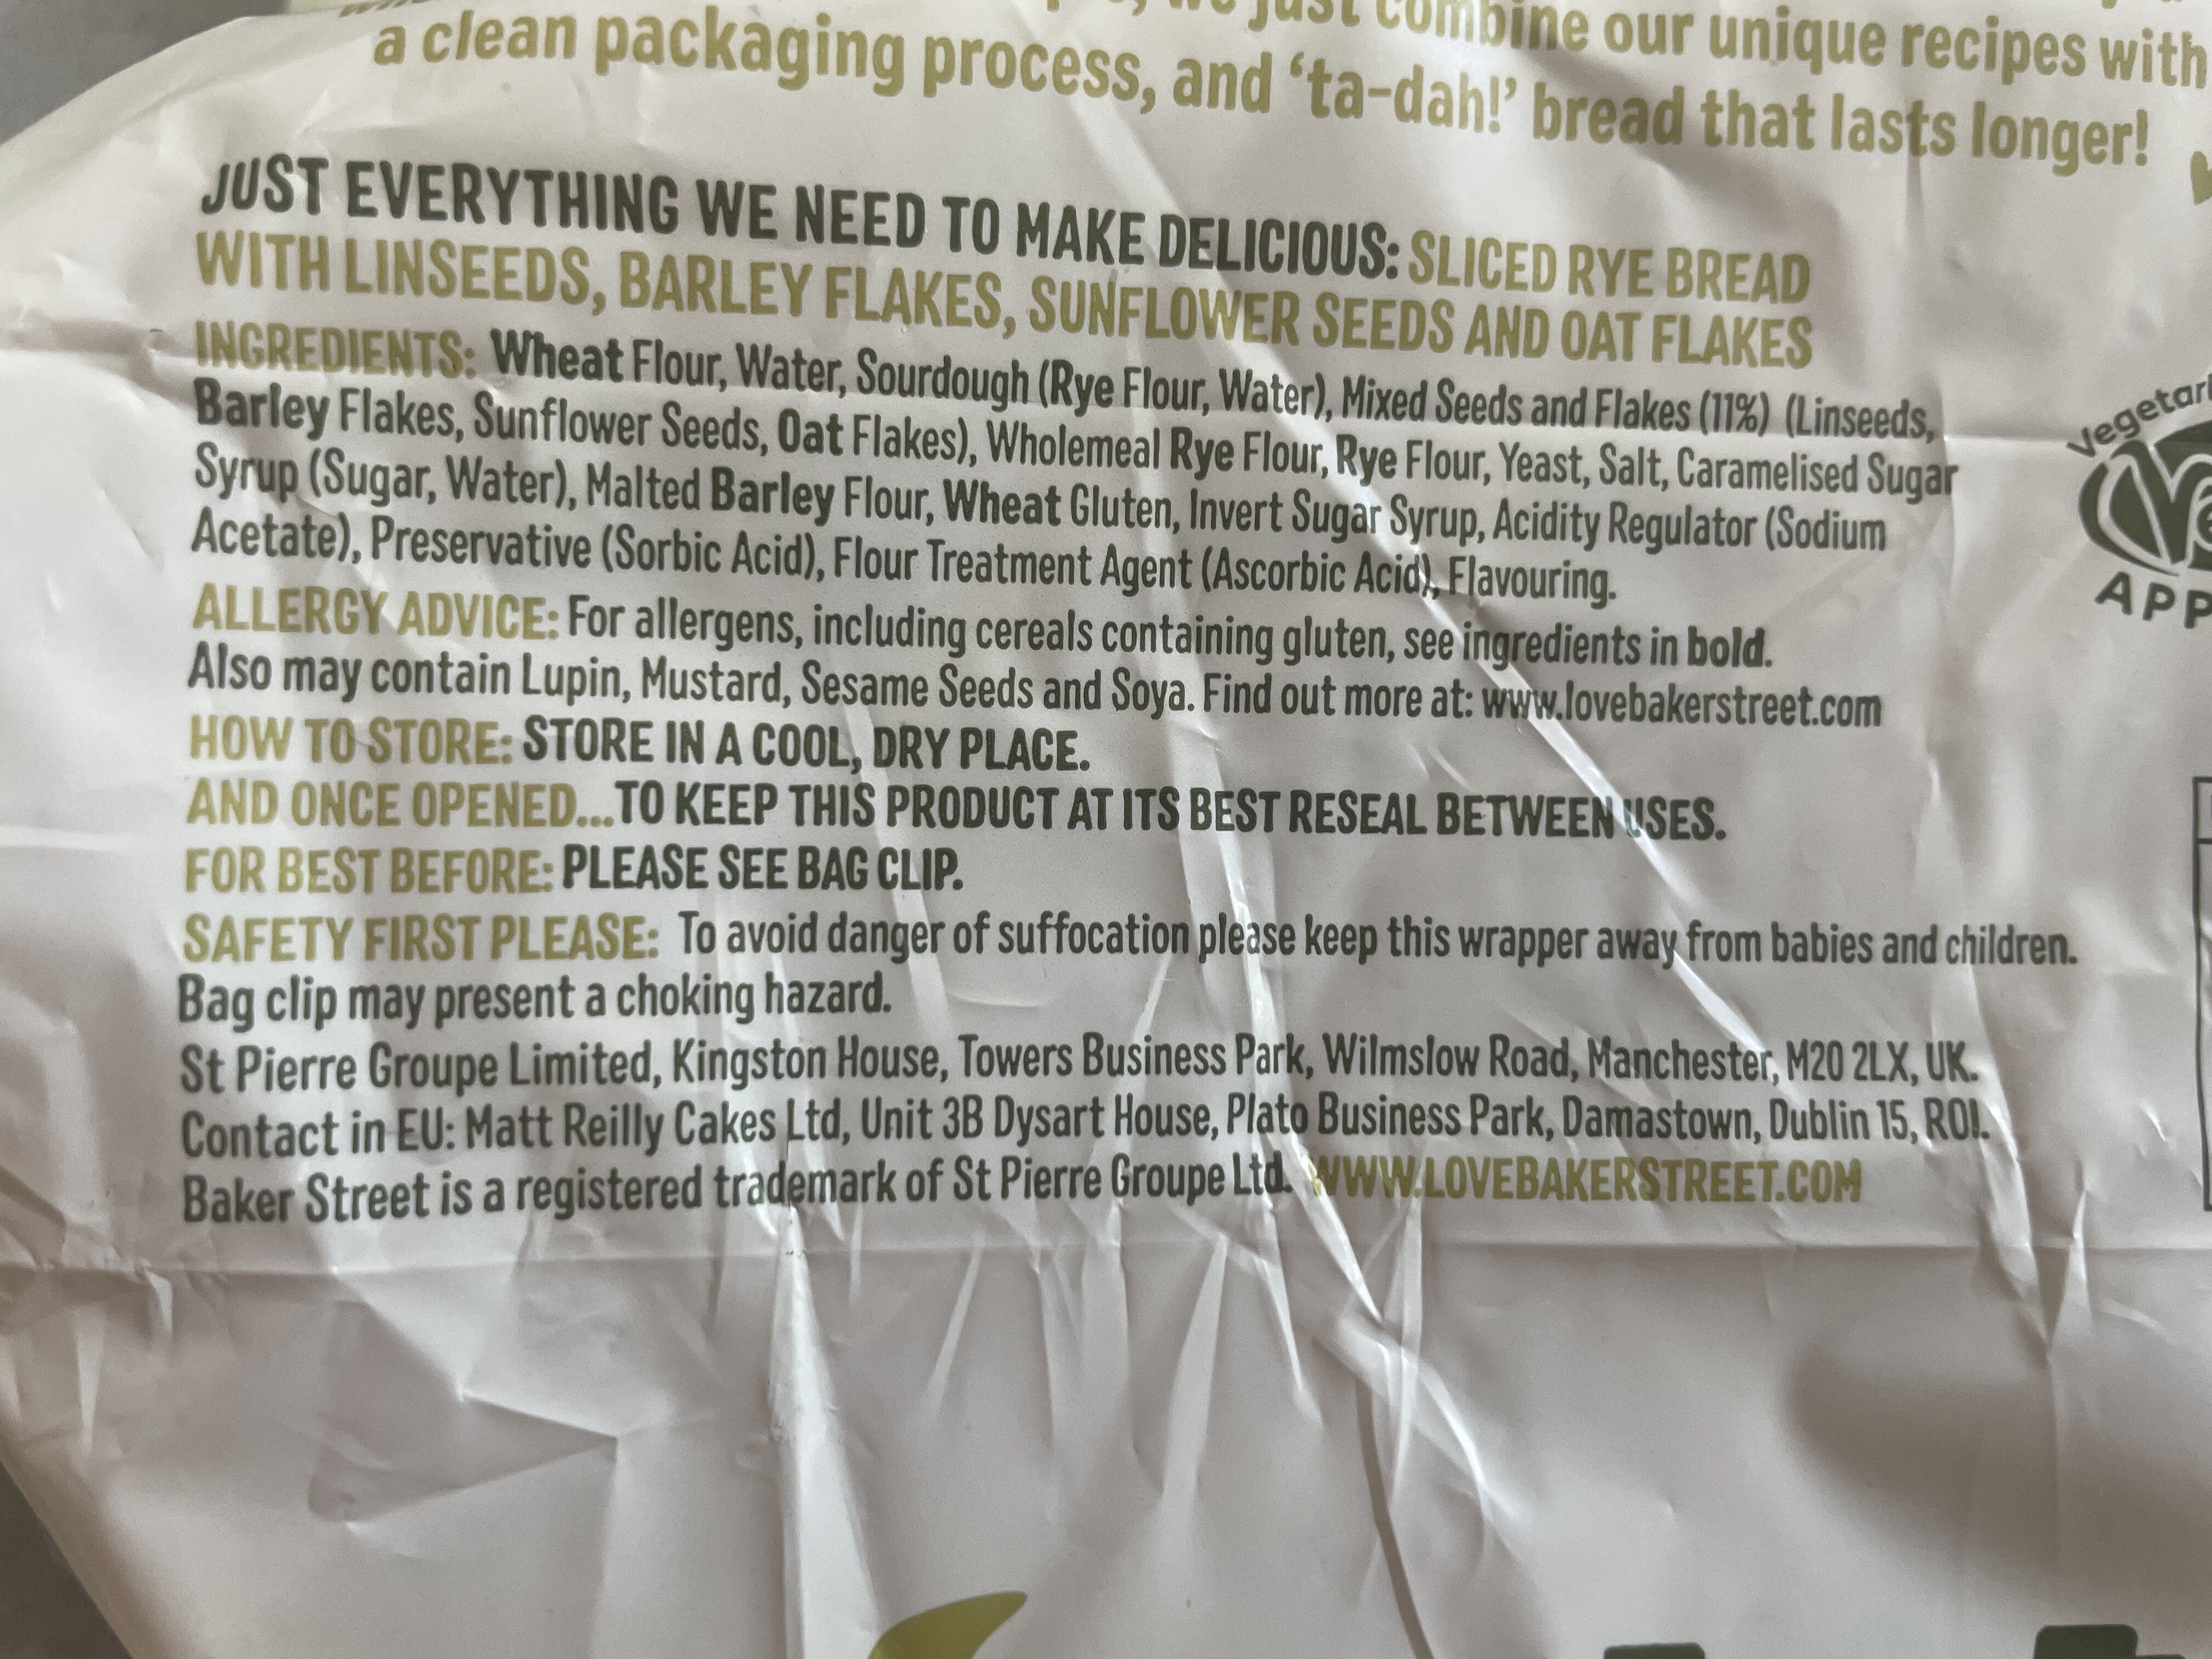 we just combine our unique recipes with
a clean packaging process, and ‘ta-dah!’ bread that lasts longer!
JUST EVERYTHING WE NEED TO MAKE DELICIOUS: SLICED RYE BREAD
WITH LINSEEDS, BARLEY FLAKES, SUNFLOWER SEEDS AND OAT FLAKES
INGREDIENTS: Wheat Flour, Water, Sourdough (Rye Flour, Water), Mixed Seeds and Flakes (11%) (Linseeds,
Barley Flakes, Sunflower Seeds, Oat Flakes), Wholemeal Rye Flour, Rye Flour, Yeast, Salt, Caramelised Sugar
Syrup (Sugar, Water), Malted Barley Flour, Wheat Gluten, Invert Sugar Syrup, Acidity Regulator (Sodium
Acetate), Preservative (Sorbic Acid), Flour Treatment Agent (Ascorbic Acid), Flavouring.
ALLERGY ADVICE: For allergens, including cereals containing gluten, see ingredients in bold.
Also may contain Lupin, Mustard, Sesame Seeds and Soya. Find out more at: www.lovebakerstreet.com
HOW TO STORE: STORE IN A COOL, DRY PLACE.
AND ONCE OPENED...TO KEEP THIS PRODUCT AT ITS BEST RESEAL BETWEEN USES.
FOR BEST BEFORE: PLEASE SEE BAG CLIP.
SAFETY FIRST PLEASE: To avoid danger of suffocation please keep this wrapper away from babies and children.
Bag clip may present a choking hazard.
St Pierre Groupe Limited, Kingston House, Towers Business Park, Wilmslow Road, Manchester, M20 2LX, UK.
Contact in EU: Matt Reilly Cakes Ltd, Unit 3B Dysart House, Plato Business Park, Damastown, Dublin 15, ROI.
Baker Street is a registered trademark of St Pierre Groupe Ltd. WWW.LOVEBAKERSTREET.COM